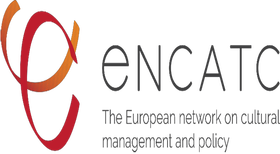 eNCATC
The European network on cultural
management and policy